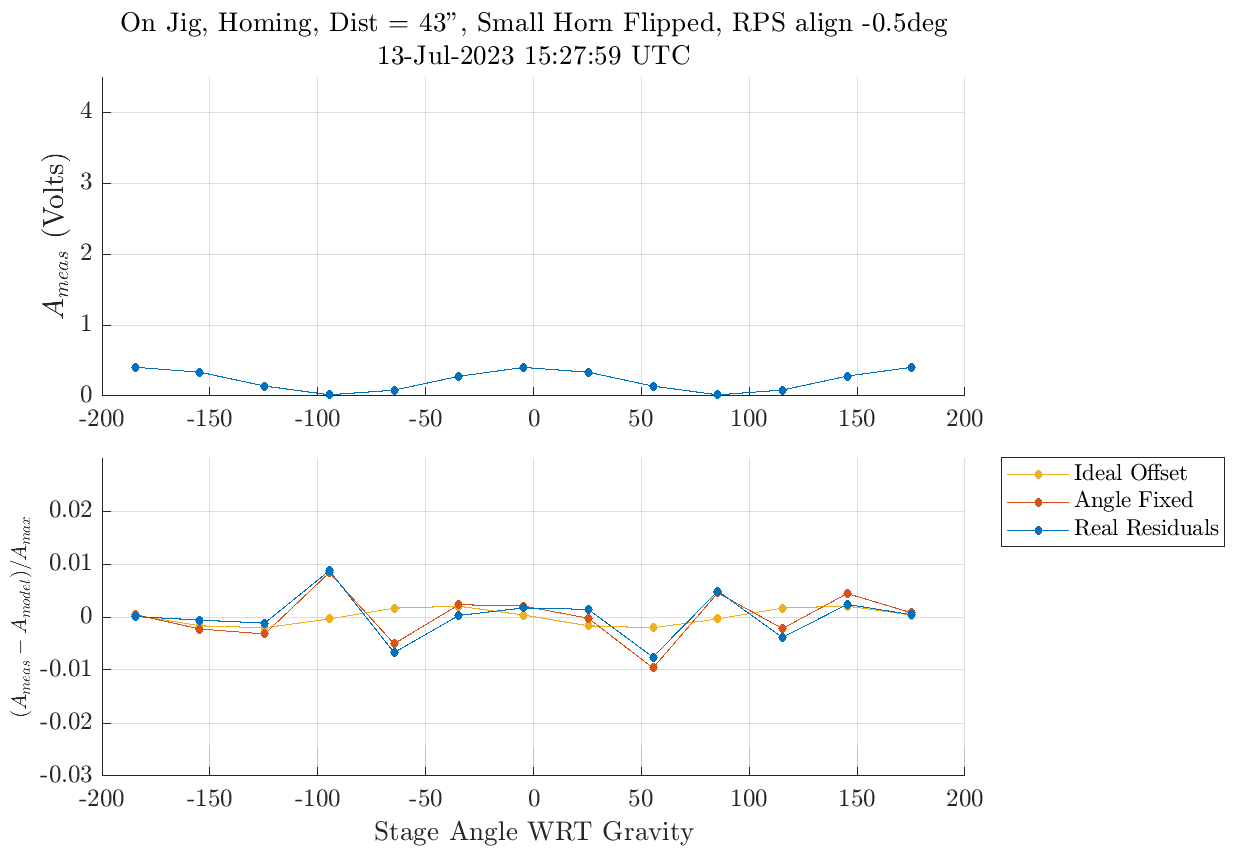 On Jig, Homing, Dist = 43", Small Horn Flipped, RPS align -0.5deg
13-Jul-2023 15:27:59 UTC
4
3
2
1
0
A_meas (Volts)
-200 -150 -100 -50 0 50 100 150 200
0.02
0.01
0
-0.01
-0.02
-0.03
(A_meas − A_model)/A_max
-200 -150 -100 -50 0 50 100 150 200
Stage Angle WRT Gravity
Ideal Offset
Angle Fixed
Real Residuals